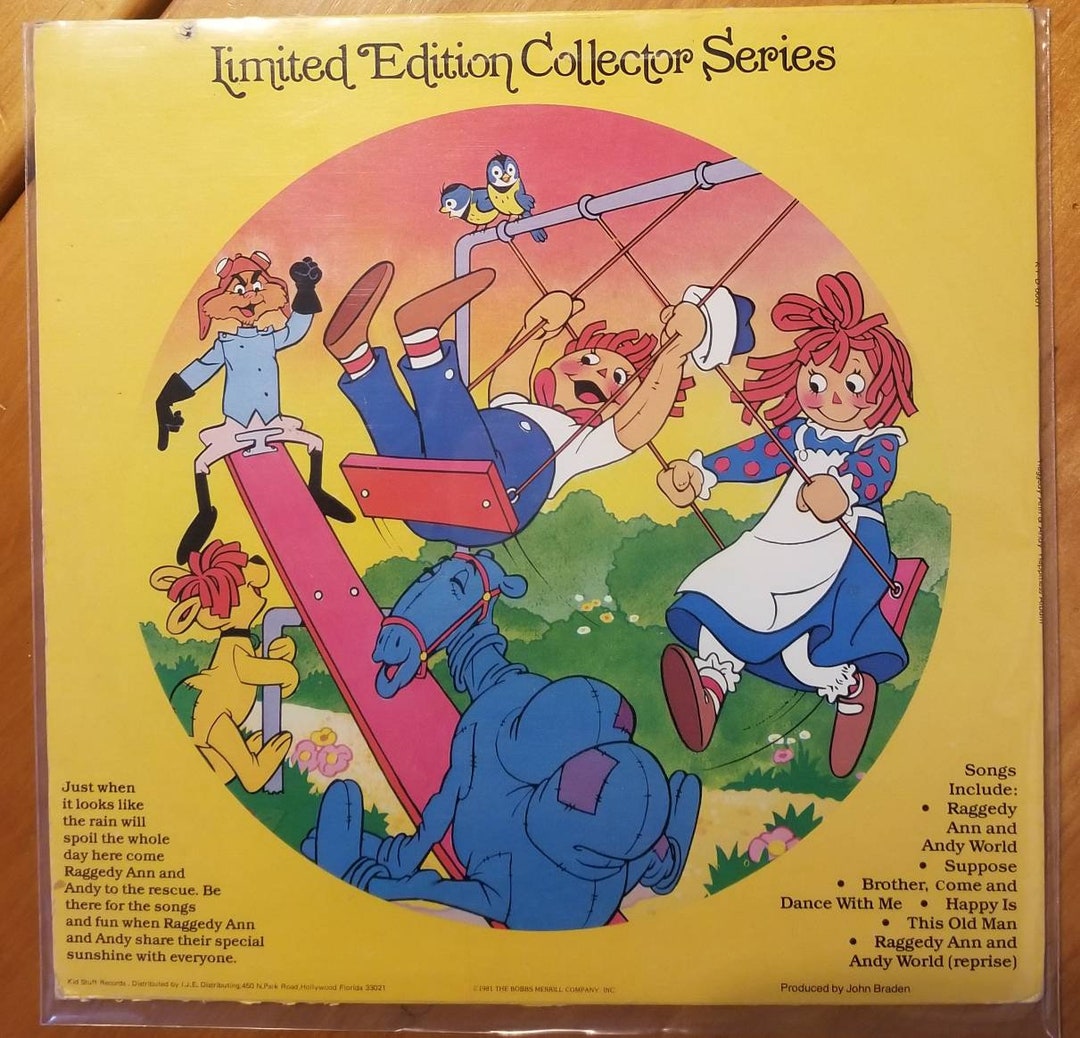 Limited Edition Collector Series
Just when
it looks like
the rain will
spoil the whole
day here come
Raggedy Ann and
Andy to the rescue. Be
there for the songs
and fun when Raggedy Ann
and Andy share their special
sunshine with everyone.
Songs
Include:
• Raggedy
Ann and
Andy World
• Suppose
• Brother, Come and
Dance With Me • Happy Is
• This Old Man
• Raggedy Ann and
Andy World (reprise)
Kid Stuff Records. Distributed by I.J.E. Distributing, 450 N. Park Road, Hollywood Florida 33021
©1981 THE BOBBS MERRILL COMPANY INC.
Produced by John Braden